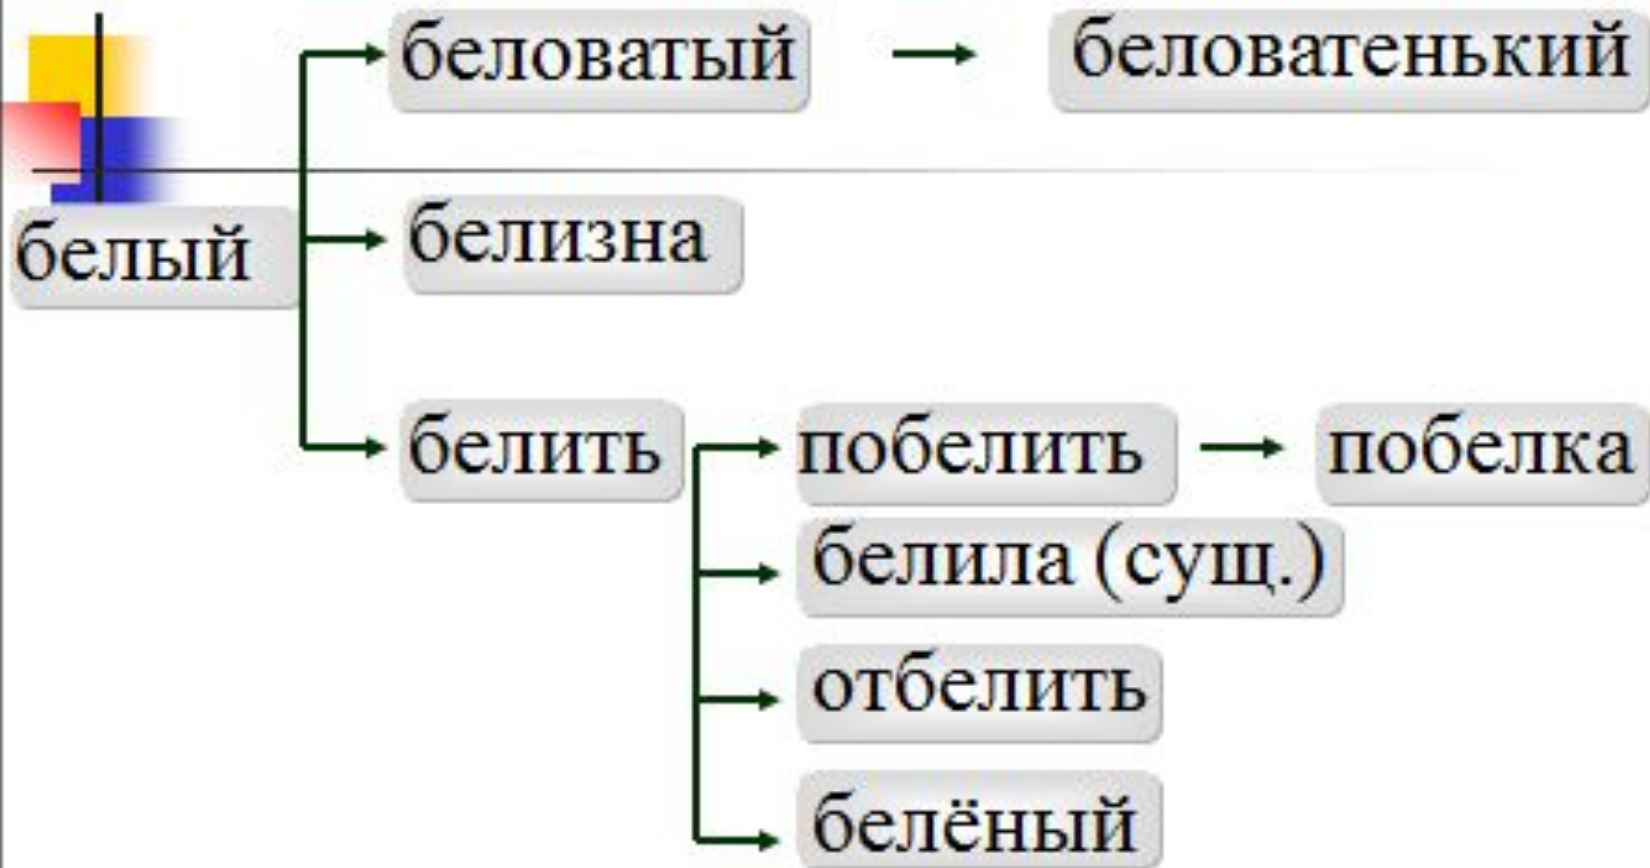 беловатый беловатенький
белый белизна
белить побелить побелка
белила (сущ.)
отбелить
белёный